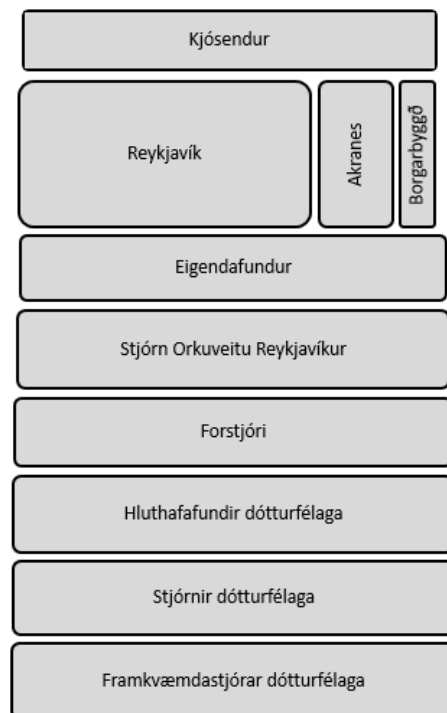 Kjósendur
Reykjavík
Akranes
Borgarbyggð
Eigendafundur
Stjórn Orkuveitu Reykjavíkur
Forstjóri
Hluthafafundir dótturfélaga
Stjórnir dótturfélaga
Framkvæmdastjórar dótturfélaga